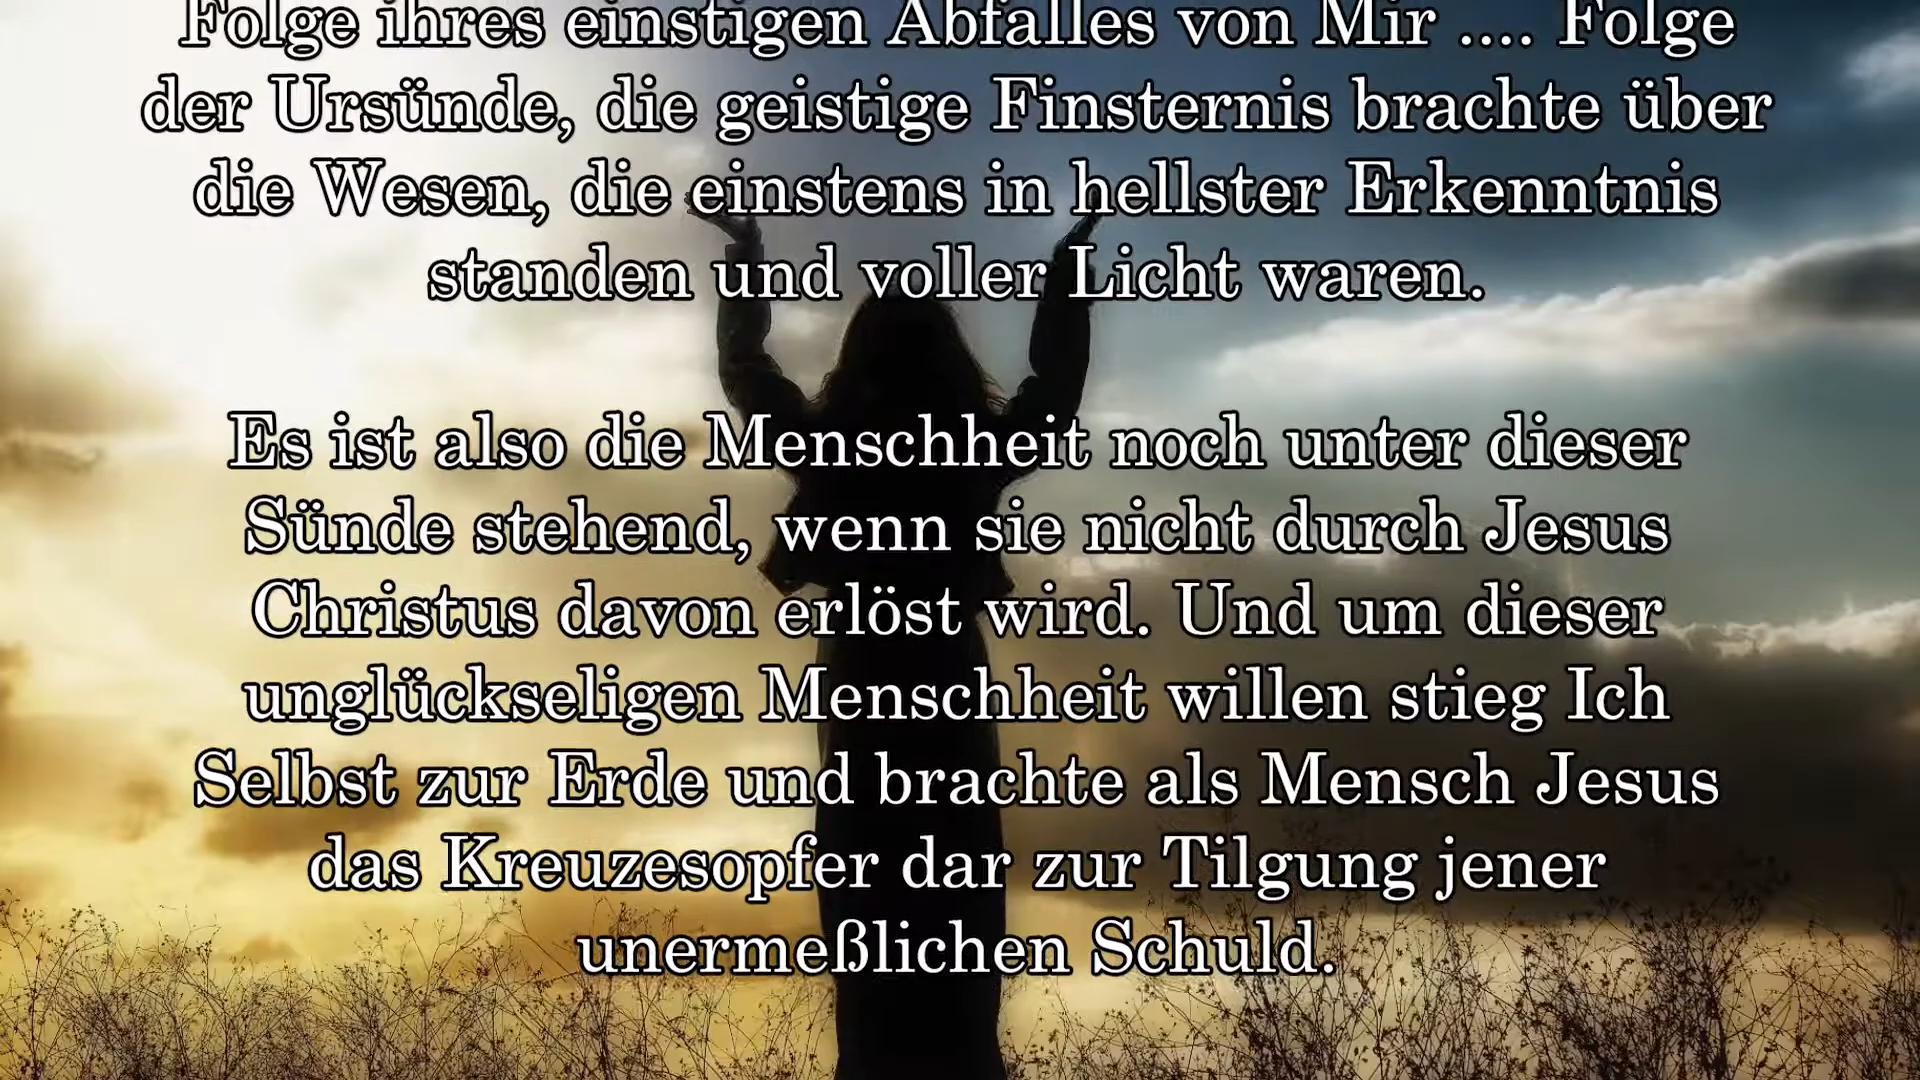 Folge ihres einstigen Abfalles von Mir .... Folge
der Ursünde, die geistige Finsternis brachte über
die Wesen, die einstens in hellster Erkenntnis
standen und voller Licht waren.
Es ist also die Menschheit noch unter dieser
Sünde stehend, wenn sie nicht durch Jesus
Christus davon erlöst wird. Und um dieser
unglückseligen Menschheit willen stieg Ich
Selbst zur Erde und brachte als Mensch Jesus
das Kreuzesopfer dar zur Tilgung jener
unermeßlichen Schuld.